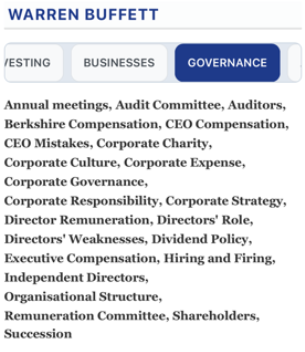 WARREN BUFFETT
VESTING BUSINESSES GOVERNANCE
Annual meetings, Audit Committee, Auditors,
Berkshire Compensation, CEO Compensation,
CEO Mistakes, Corporate Charity,
Corporate Culture, Corporate Expense,
Corporate Governance,
Corporate Responsibility, Corporate Strategy,
Director Remuneration, Directors' Role,
Directors' Weaknesses, Dividend Policy,
Executive Compensation, Hiring and Firing,
Independent Directors,
Organisational Structure,
Remuneration Committee, Shareholders,
Succession